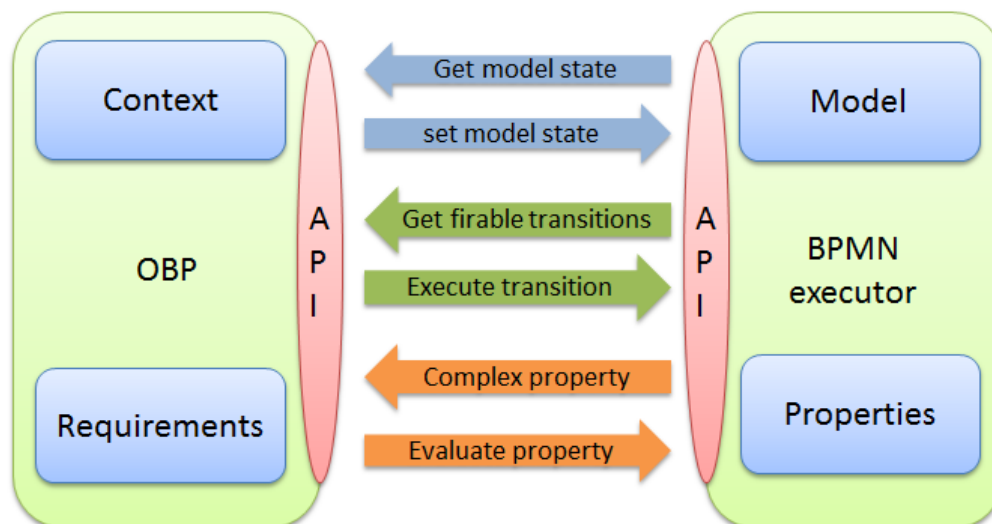 Context
OBP
Requirements
A
P
I
Get model state
set model state
Get firable transitions
Execute transition
Complex property
Evaluate property
A
P
I
Model
BPMN
executor
Properties